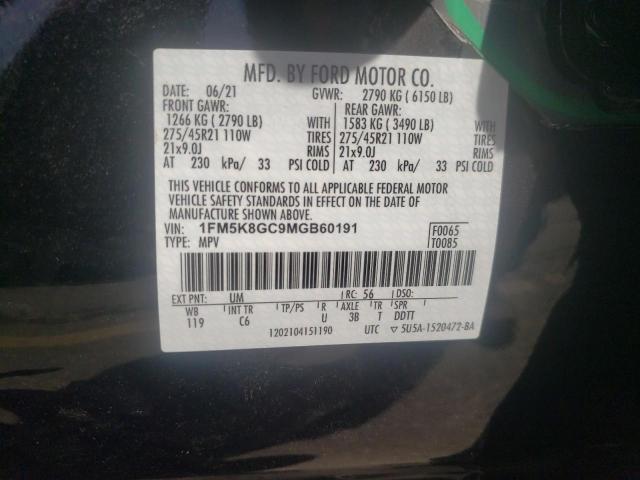 MFD. BY FORD MOTOR CO.
DATE: 06/21 GVWR: 2790 KG ( 6150 LB)
FRONT GAWR: REAR GAWR:
1266 KG ( 2790 LB) WITH 1583 KG ( 3490 LB) WITH
275/45R21 110W TIRES 275/45R21 110W TIRES
21x9.0J RIMS 21x9.0J RIMS
AT 230 kPa/ 33 PSI COLD AT 230 kPa/ 33 PSI COLD
THIS VEHICLE CONFORMS TO ALL APPLICABLE FEDERAL MOTOR
VEHICLE SAFETY AND THEFT PREVENTION STANDARDS IN EFFECT ON THE DATE OF
MANUFACTURE SHOWN ABOVE.
VIN: 1FM5K8GC9MGB60191 F0065
TYPE: MPV T0085
EXT PNT: UM RC: 56 DSO:
WB INT TR TP/PS R AXLE TR SPR
119 C6 U 3B T DDTT
1202104151190 UTC ▽ 5U5A-1520472-BA